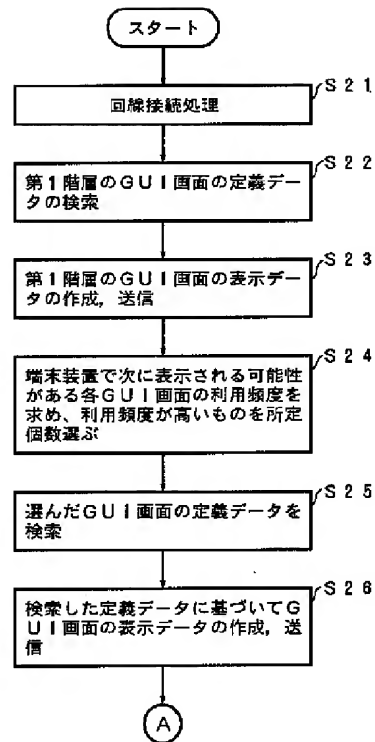 スタート
S21
回線接続処理
S22
第1階層のGUI画面の定義デー
タの検索
S23
第1階層のGUI画面の表示デー
タの作成,送信
S24
端末装置で次に表示される可能性
がある各GUI画面の利用頻度を
求め、利用頻度が高いものを所定
個数選ぶ
S25
選んだGUI画面の定義データを
検索
S26
検索した定義データに基づいてG
UI画面の表示データの作成,送
信
A